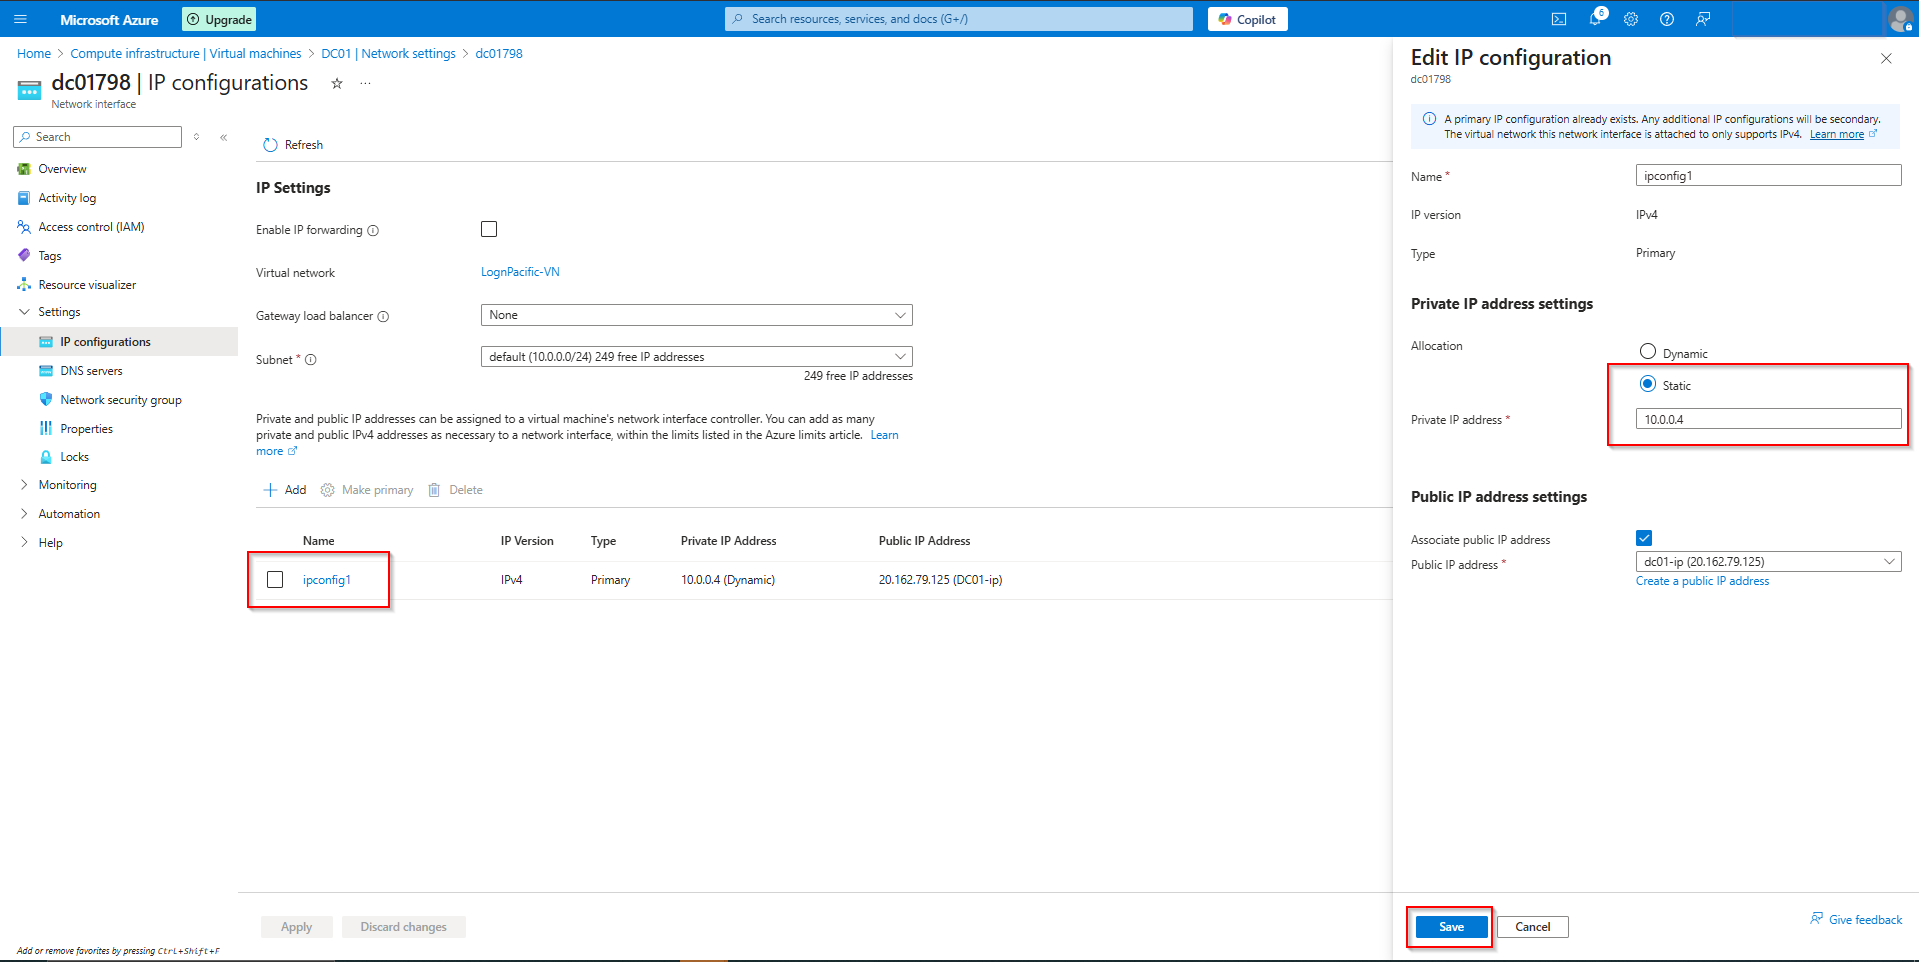 Microsoft Azure
Upgrade
Search resources, services, and docs (G+/)
Copilot
6
Home > Compute infrastructure | Virtual machines > DC01 | Network settings > dc01798
dc01798 | IP configurations
Network interface
Search
Overview
Activity log
Access control (IAM)
Tags
Resource visualizer
Settings
IP configurations
DNS servers
Network security group
Properties
Locks
Monitoring
Automation
Help
Add or remove favorites by pressing Ctrl+Shift+F
Refresh
IP Settings
Enable IP forwarding
Virtual network
LognPacific-VN
Gateway load balancer
None
Subnet *
default (10.0.0.0/24) 249 free IP addresses
249 free IP addresses
Private and public IP addresses can be assigned to a virtual machine's network interface controller. You can add as many
private and public IPv4 addresses as necessary to a network interface, within the limits listed in the Azure limits article. Learn
more
Add
Make primary
Delete
Name
IP Version
Type
Private IP Address
Public IP Address
ipconfig1
IPv4
Primary
10.0.0.4 (Dynamic)
20.162.79.125 (DC01-ip)
Apply
Discard changes
Edit IP configuration
dc01798
A primary IP configuration already exists. Any additional IP configurations will be secondary.
The virtual network this network interface is attached to only supports IPv4. Learn more
Name *
ipconfig1
IP version
IPv4
Type
Primary
Private IP address settings
Allocation
Dynamic
Static
Private IP address *
10.0.0.4
Public IP address settings
Associate public IP address
Public IP address *
dc01-ip (20.162.79.125)
Create a public IP address
Save
Cancel
Give feedback